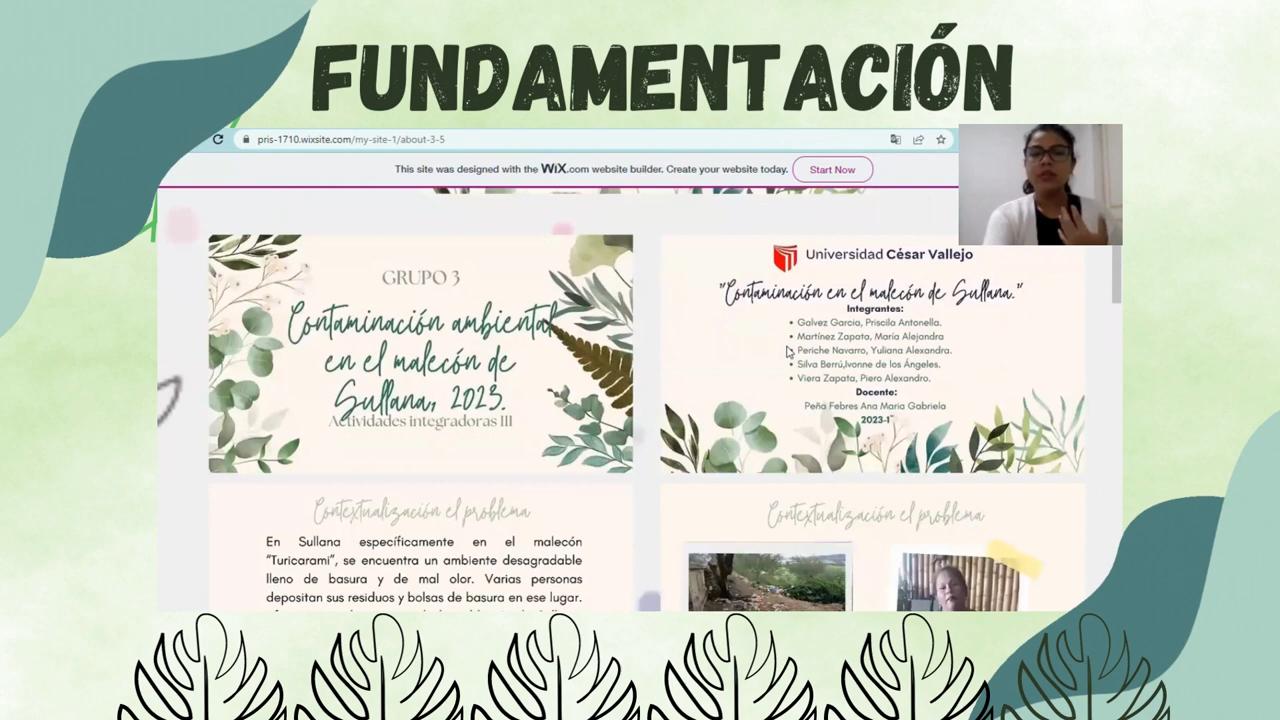 FUNDAMENTACIÓN
pris-1710.wixsite.com/my-site-1/about-3-5
This site was designed with the WiX.com website builder. Create your website today.
Start Now
GRUPO 3
Contaminación ambiental
en el malecón de
Sullana, 2023.
Actividades integradoras III
Universidad César Vallejo
"Contaminación en el malecón de Sullana."
Integrantes:
• Galvez Garcia, Priscila Antonella.
• Martínez Zapata, María Alejandra
• Periche Navarro, Yuliana Alexandra.
• Silva Berrú,Ivonne de los Ángeles.
• Viera Zapata, Piero Alexandro.
Docente:
Peña Febres Ana Maria Gabriela
2023-1"
Contextualización el problema
En Sullana específicamente en el malecón
"Turicarami", se encuentra un ambiente desagradable
lleno de basura y de mal olor. Varias personas
depositan sus residuos y bolsas de basura en ese lugar.
Contextualización el problema